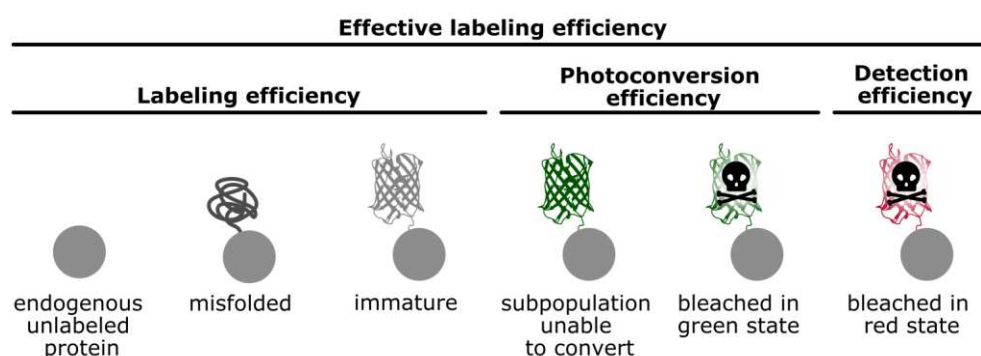 Effective labeling efficiency
Labeling efficiency
Photoconversion
efficiency
Detection
efficiency
endogenous
unlabeled
protein
misfolded
immature
subpopulation
unable
to convert
bleached in
green state
bleached in
red state